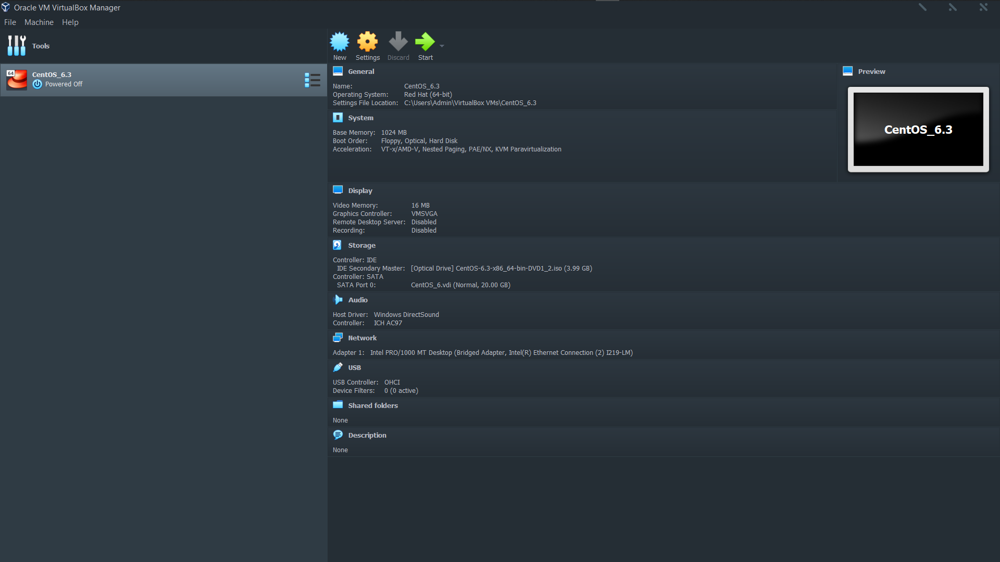 Oracle VM VirtualBox Manager
File Machine Help
Tools
New Settings Discard Start
64
CentOS_6.3
Powered Off
General
Name: CentOS_6.3
Operating System: Red Hat (64-bit)
Settings File Location: C:\Users\Admin\VirtualBox VMs\CentOS_6.3
Preview
CentOS_6.3
System
Base Memory: 1024 MB
Boot Order: Floppy, Optical, Hard Disk
Acceleration: VT-x/AMD-V, Nested Paging, PAE/NX, KVM Paravirtualization
Display
Video Memory: 16 MB
Graphics Controller: VMSVGA
Remote Desktop Server: Disabled
Recording: Disabled
Storage
Controller: IDE
IDE Secondary Master: [Optical Drive] CentOS-6.3-x86_64-bin-DVD1_2.iso (3.99 GB)
Controller: SATA
SATA Port 0: CentOS_6.vdi (Normal, 20.00 GB)
Audio
Host Driver: Windows DirectSound
Controller: ICH AC97
Network
Adapter 1: Intel PRO/1000 MT Desktop (Bridged Adapter, Intel(R) Ethernet Connection (2) I219-LM)
USB
USB Controller: OHCI
Device Filters: 0 (0 active)
Shared folders
None
Description
None